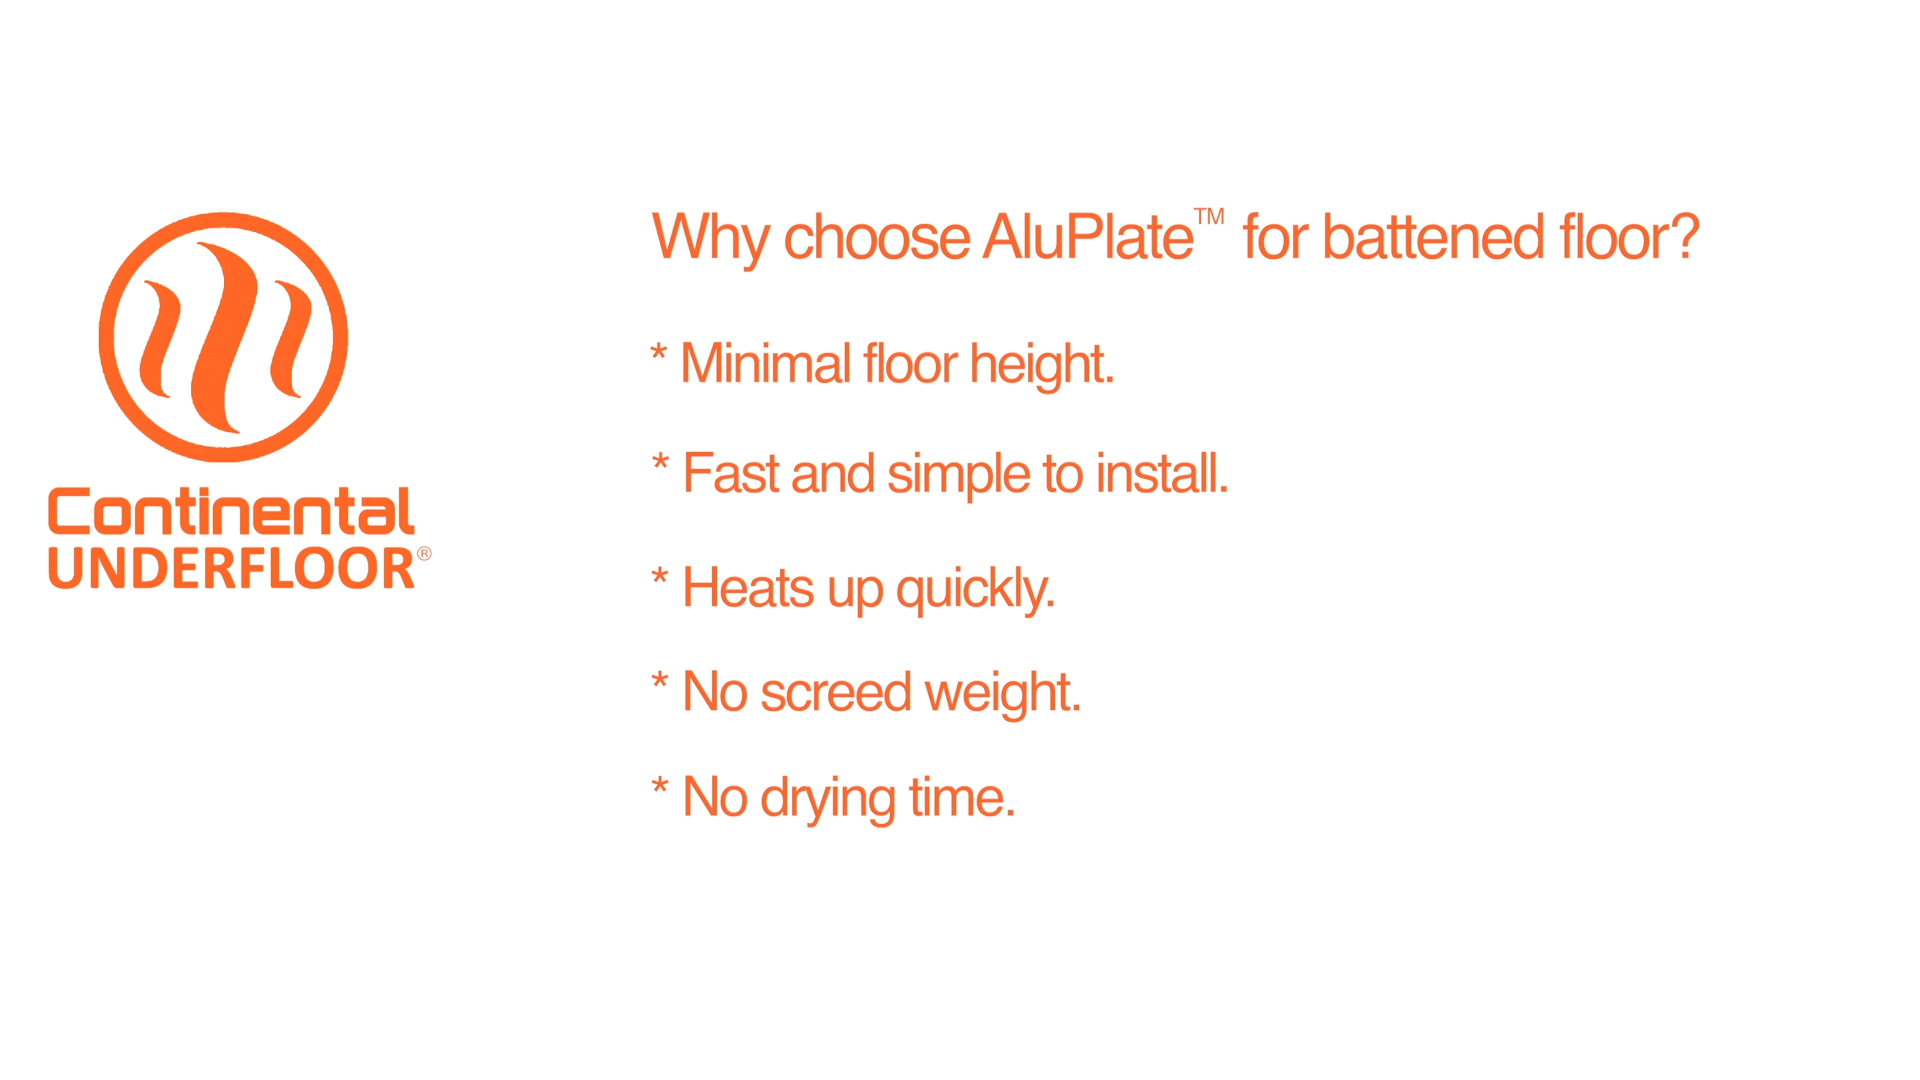 Continental
UNDERFLOOR®
Why choose AluPlate™ for battened floor?
* Minimal floor height.
* Fast and simple to install.
* Heats up quickly.
* No screed weight.
* No drying time.